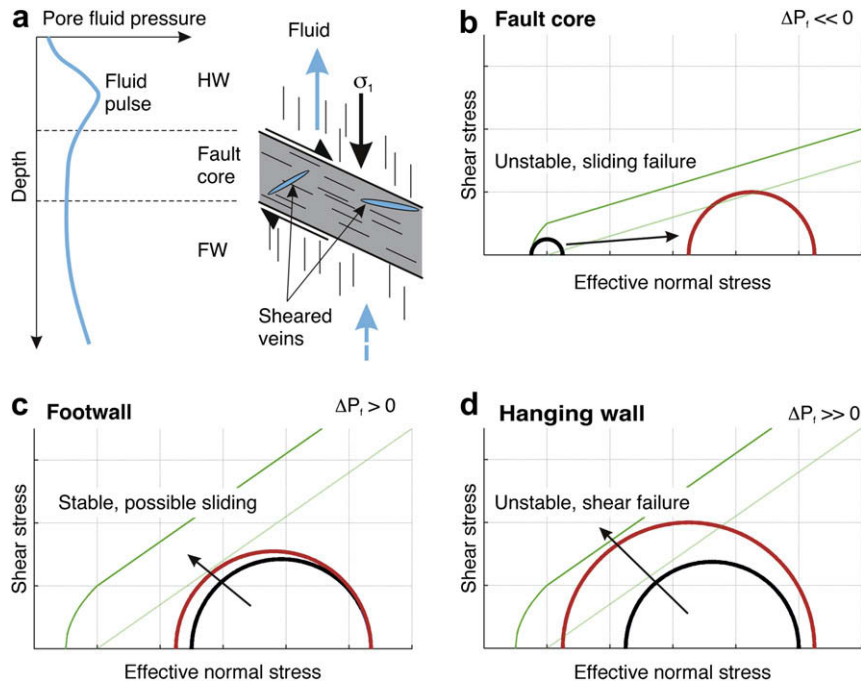 a
Pore fluid pressure
Depth
Fluid
pulse
HW
Fault
core
FW
Fluid
σ₁
Sheared
veins
b Fault core ΔPf << 0
Shear stress
Unstable, sliding failure
Effective normal stress
c Footwall ΔPf > 0
Shear stress
Stable, possible sliding
Effective normal stress
d Hanging wall ΔPf >> 0
Shear stress
Unstable, shear failure
Effective normal stress